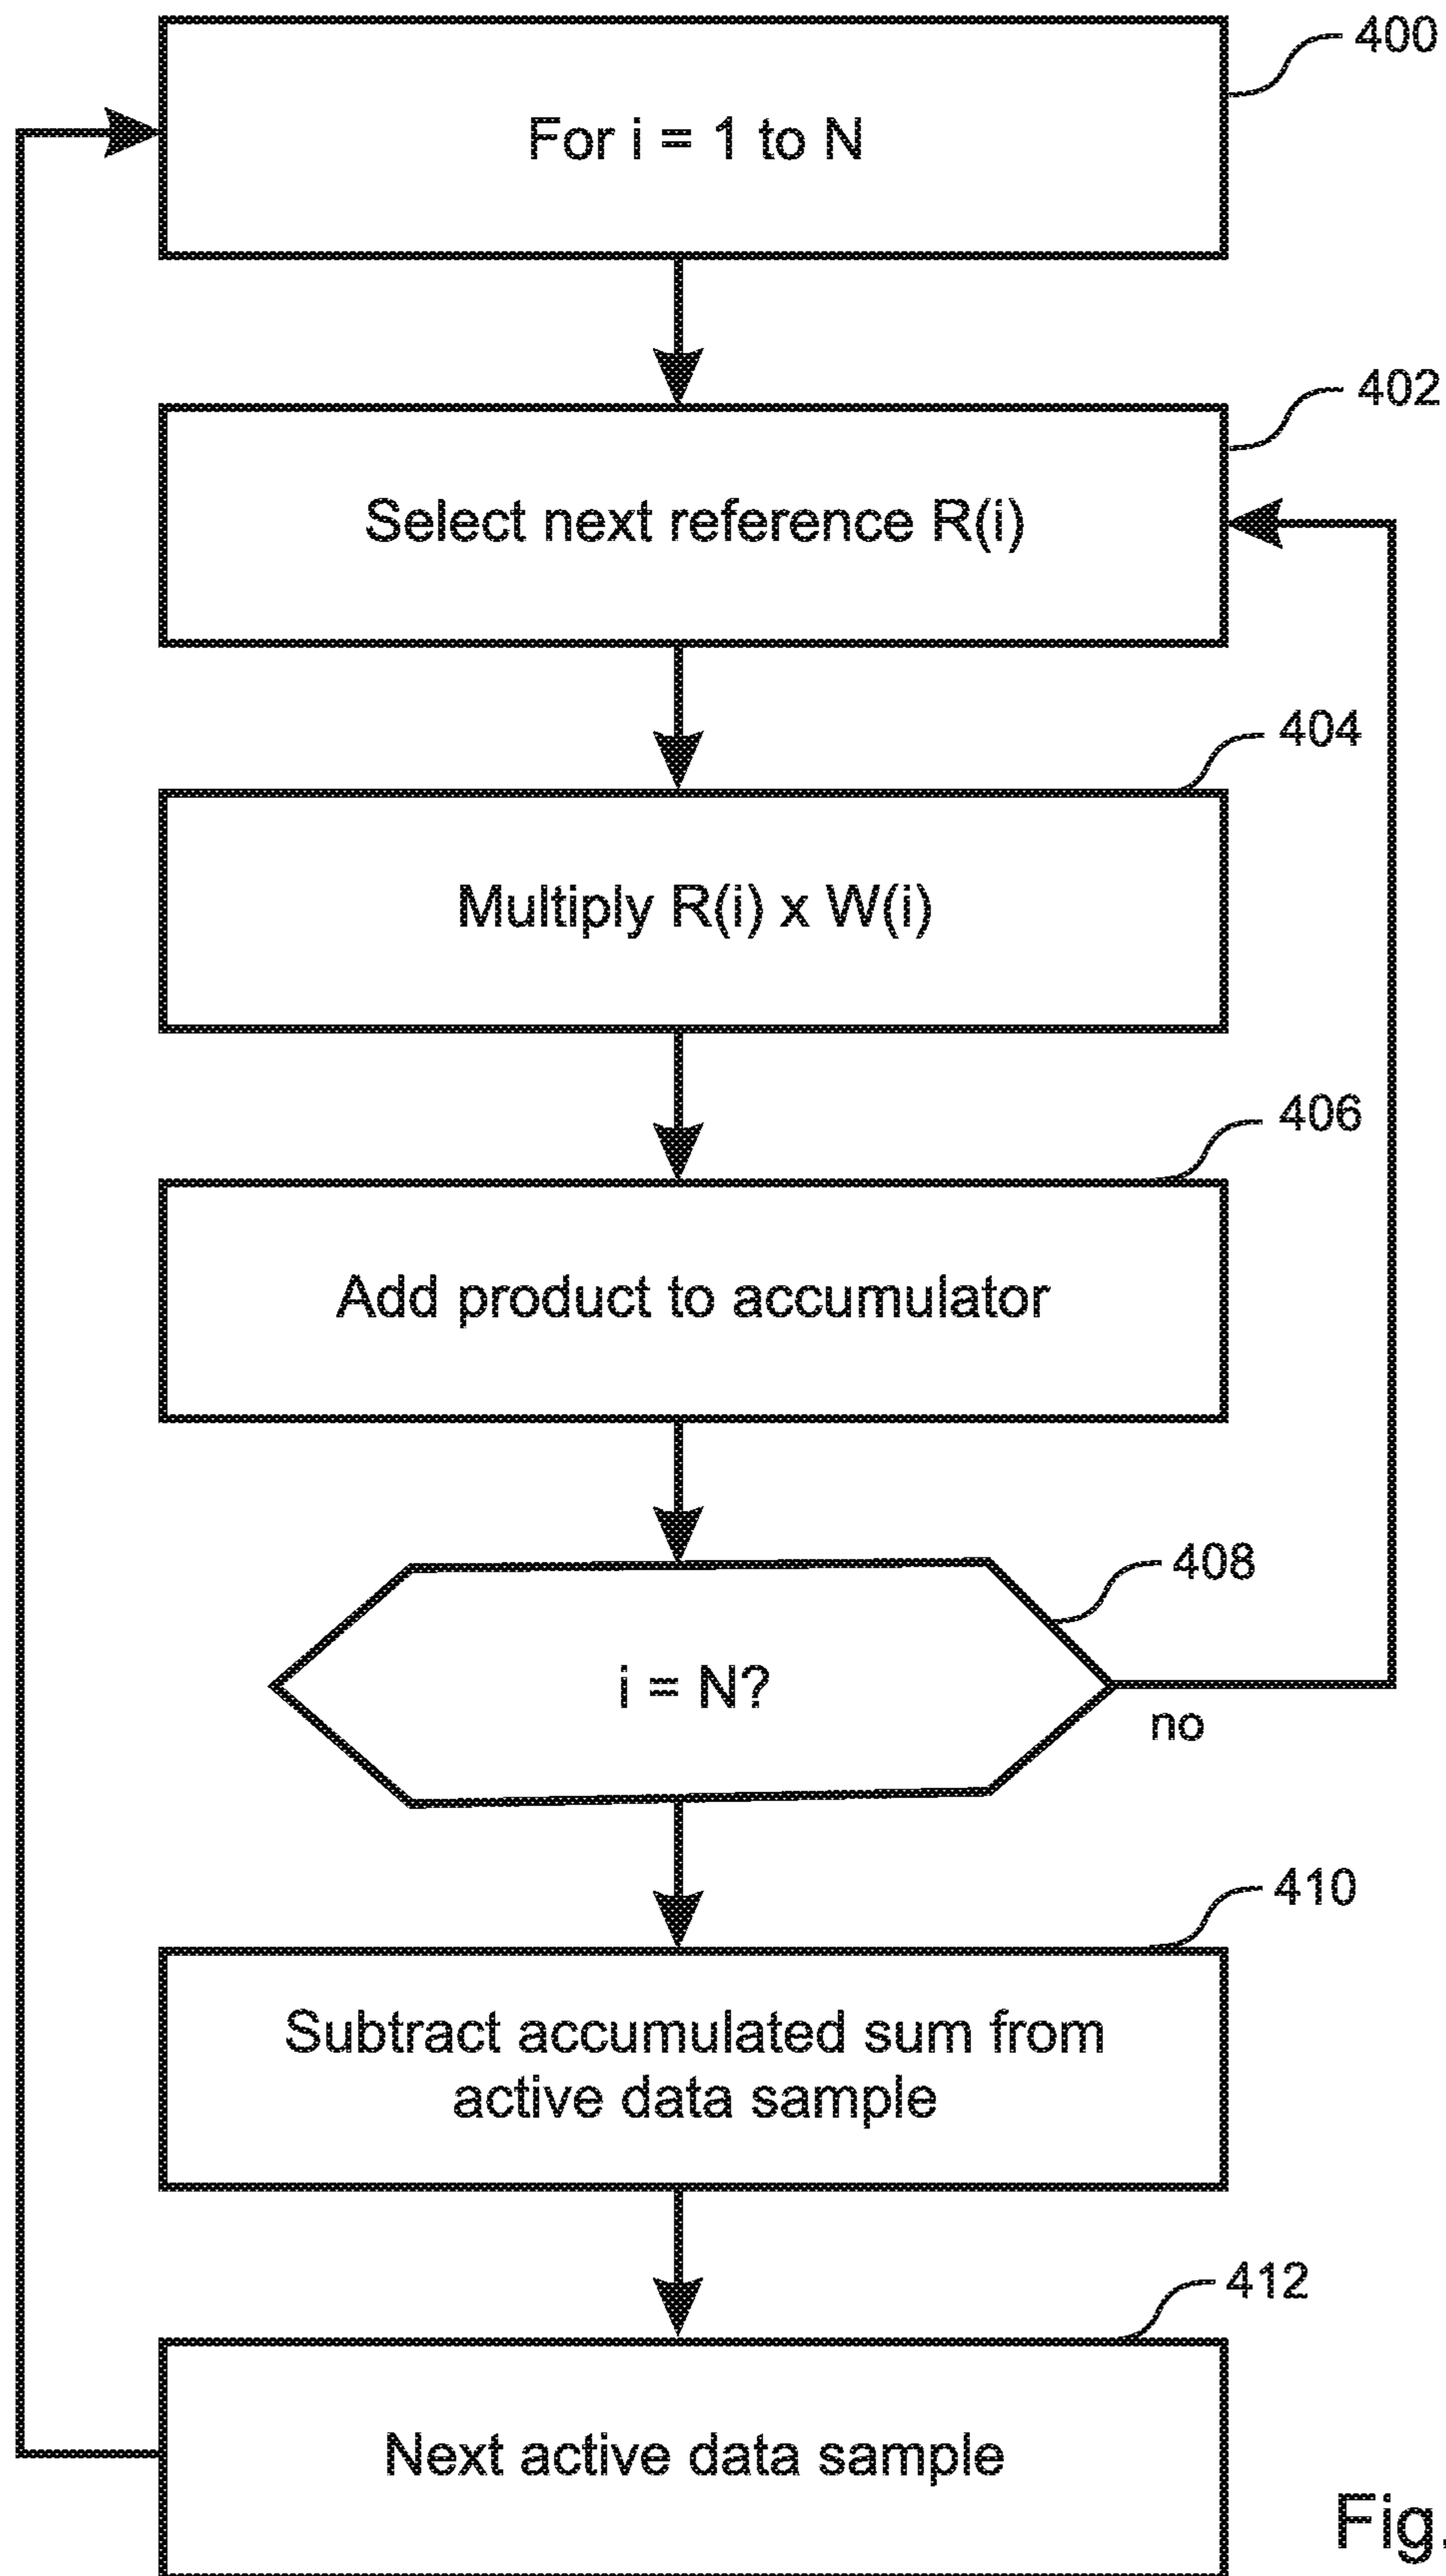 400
For i = 1 to N
402
Select next reference R(i)
404
Multiply R(i) x W(i)
406
Add product to accumulator
408
i = N?
no
410
Subtract accumulated sum from
active data sample
412
Next active data sample
Fig.